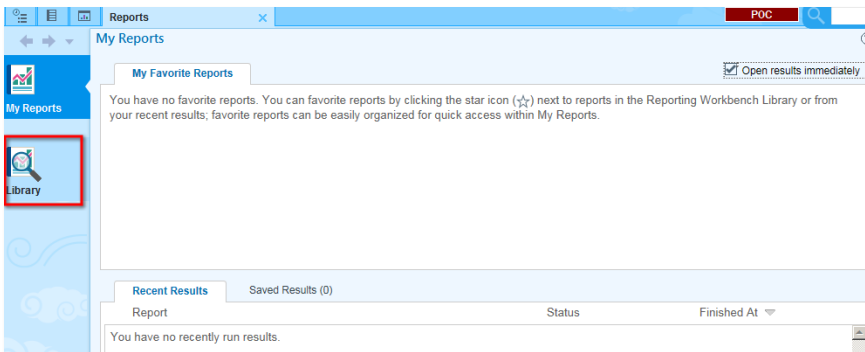 Reports
POC
My Reports
My Favorite Reports
Open results immediately
My Reports
You have no favorite reports. You can favorite reports by clicking the star icon (☆) next to reports in the Reporting Workbench Library or from
your recent results; favorite reports can be easily organized for quick access within My Reports.
Library
Recent Results Saved Results (0)
Report Status Finished At
You have no recently run results.